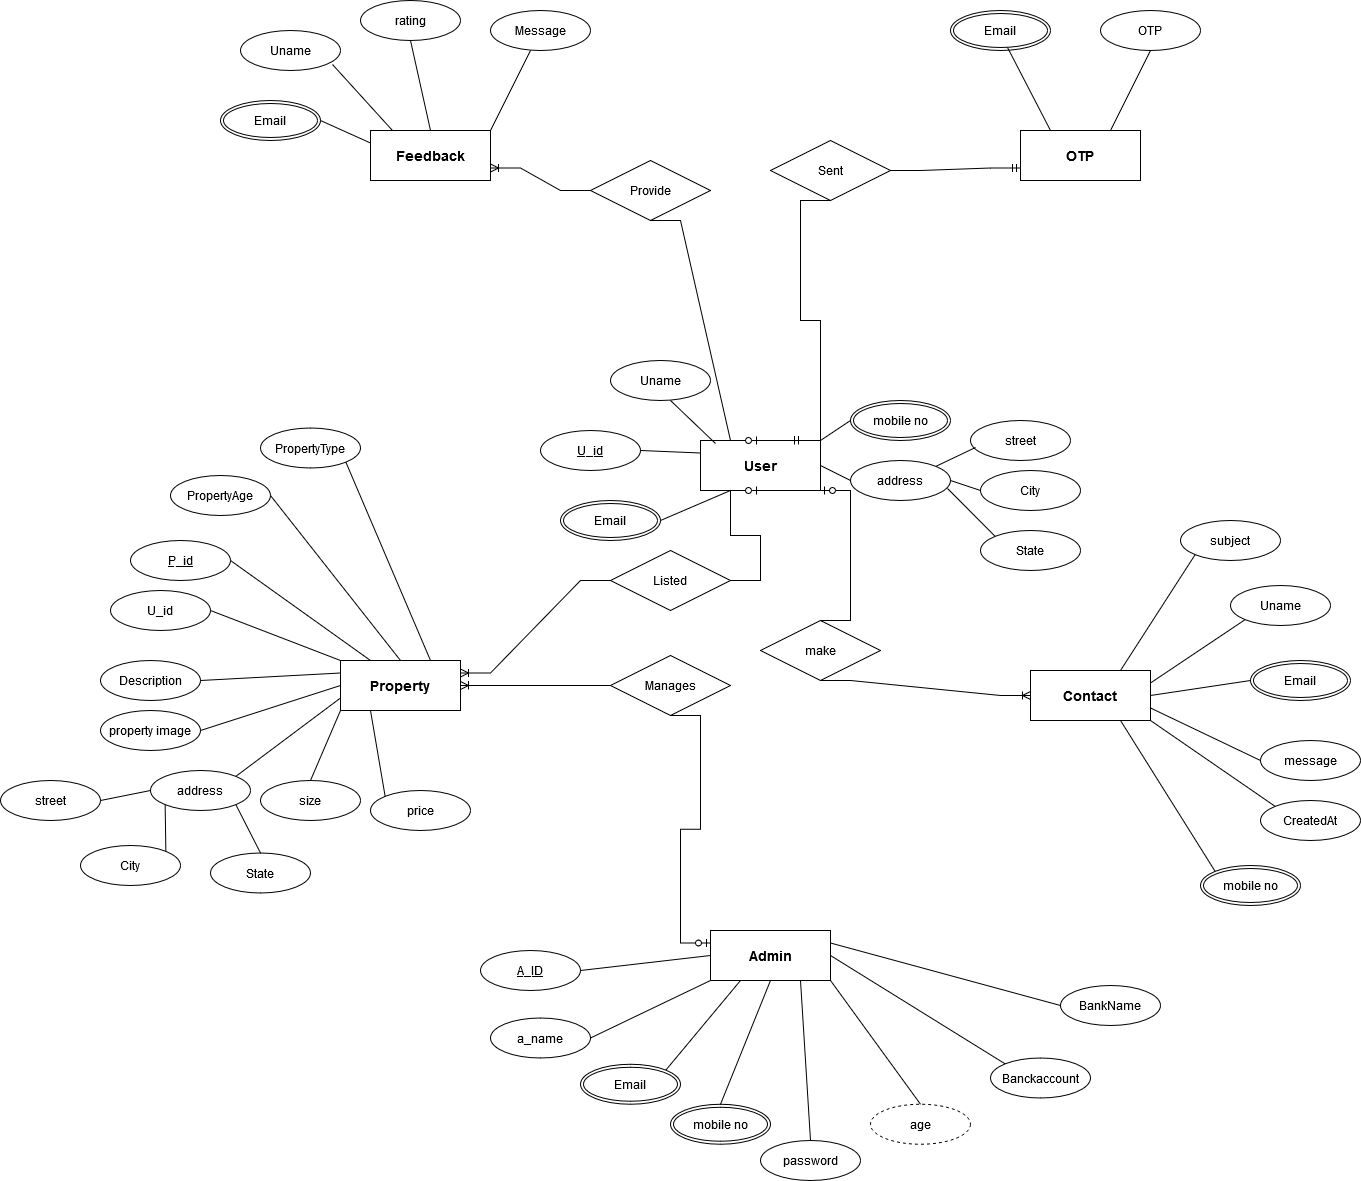 rating
Message
Email
OTP
Uname
Email
Feedback
OTP
Sent
Provide
Uname
mobile no
street
PropertyType
U_id
User
address
City
PropertyAge
Email
State
subject
P_id
Listed
U_id
Uname
make
Description
Property
Manages
Email
Contact
property image
message
address
street
size
price
CreatedAt
City
State
mobile no
Admin
A_ID
BankName
a_name
Banckaccount
Email
mobile no
age
password